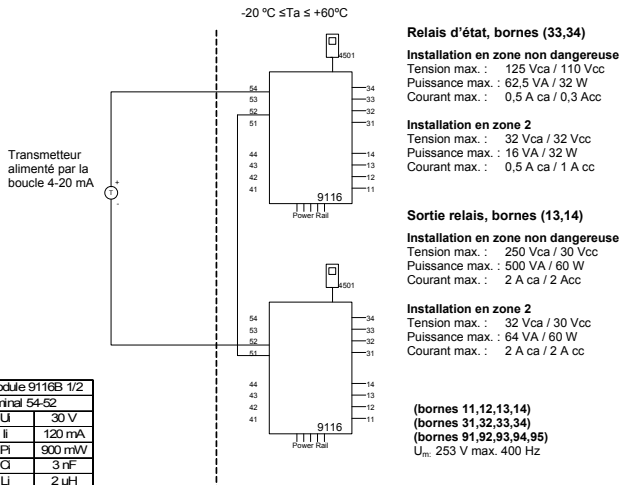 -20 ºC ≤Ta ≤ +60ºC
4501
54
53
52
51
44
43
42
41
34
33
32
31
14
13
12
11
9116
Power Rail
Transmetteur
alimenté par la
boucle 4-20 mA
T
+
-
4501
54
53
52
51
44
43
42
41
34
33
32
31
14
13
12
11
9116
Power Rail
Relais d'état, bornes (33,34)
Installation en zone non dangereuse
Tension max. : 125 Vca / 110 Vcc
Puissance max. : 62,5 VA / 32 W
Courant max. : 0,5 A ca / 0,3 Acc
Installation en zone 2
Tension max. : 32 Vca / 32 Vcc
Puissance max. : 16 VA / 32 W
Courant max. : 0,5 A ca / 1 A cc
Sortie relais, bornes (13,14)
Installation en zone non dangereuse
Tension max. : 250 Vca / 30 Vcc
Puissance max. : 500 VA / 60 W
Courant max. : 2 A ca / 2 Acc
Installation en zone 2
Tension max. : 32 Vca / 30 Vcc
Puissance max. : 64 VA / 60 W
Courant max. : 2 A ca / 2 A cc
(bornes 11,12,13,14)
(bornes 31,32,33,34)
(bornes 91,92,93,94,95)
Um: 253 V max. 400 Hz
odule 9116B 1/2
minal 54-52
Ui 30 V
Ii 120 mA
Pi 900 mW
Ci 3 nF
Li 2 uH